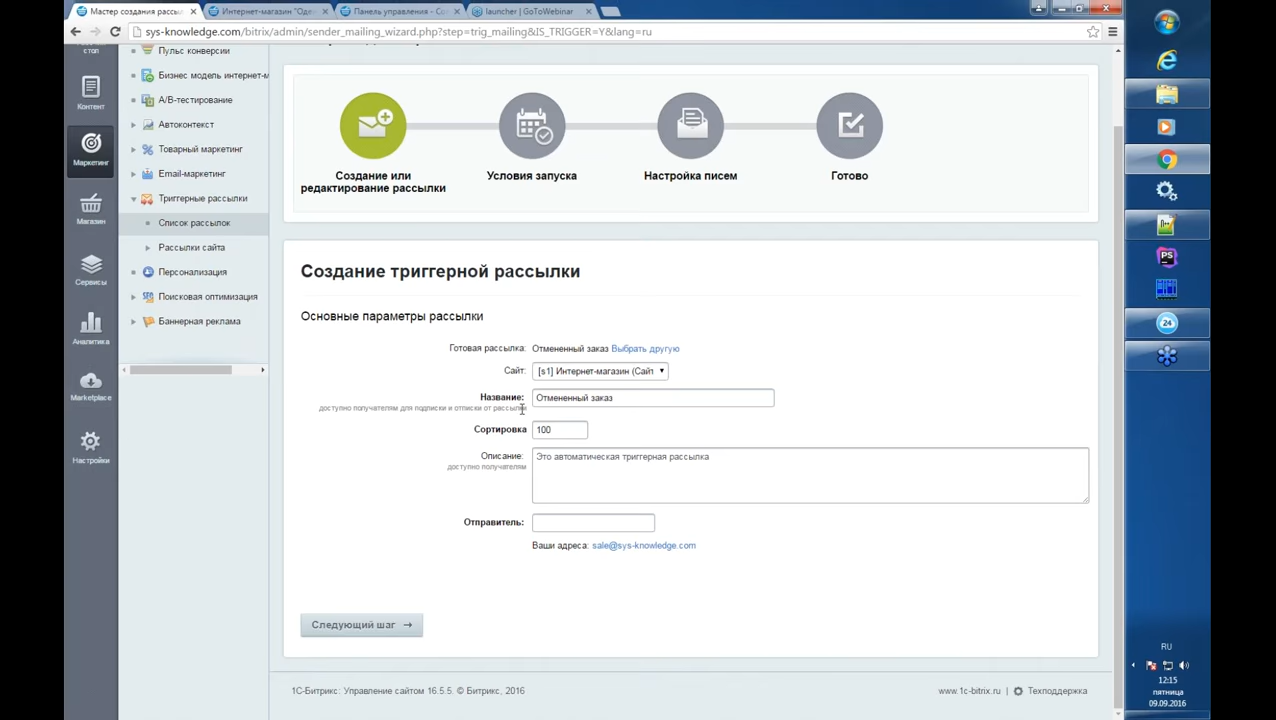 Мастер создания рассыл
Интернет-магазин "Оде
Панель управления - Со
launcher | GoToWebinar
sys-knowledge.com/bitrix/admin/sender_mailing_wizard.php?step=trig_mailing&IS_TRIGGER=Y&lang=ru
стол
Контент
Маркетинг
Магазин
Сервисы
Аналитика
Marketplace
Настройки
Пульс конверсии
Бизнес модель интернет-м
А/B-тестирование
Автоконтекст
Товарный маркетинг
Email-маркетинг
Триггерные рассылки
Список рассылок
Рассылки сайта
Персонализация
Поисковая оптимизация
Баннерная реклама
Создание или
редактирование рассылки
Условия запуска
Настройка писем
Готово
Создание триггерной рассылки
Основные параметры рассылки
Готовая рассылка: Отмененный заказ Выбрать другую
Сайт: [s1] Интернет-магазин (Сайт
Название: Отмененный заказ
доступно получателям для подписки и отписки от рассылки
Сортировка 100
Описание: Это автоматическая триггерная рассылка
доступно получателям
Отправитель:
Ваши адреса: sale@sys-knowledge.com
Следующий шаг →
1С-Битрикс: Управление сайтом 16.5.5. © Битрикс, 2016
www.1c-bitrix.ru | Техподдержка
PS
24
RU
12:15
пятница
09.09.2016